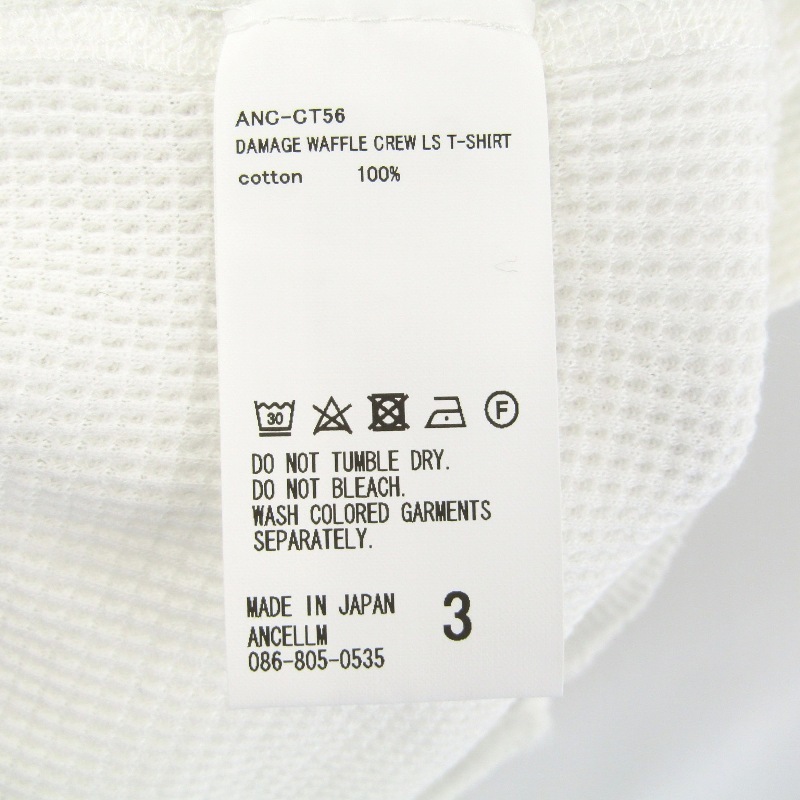 ANC-CT56
DAMAGE WAFFLE CREW LS T-SHIRT
cotton 100%
30 F
DO NOT TUMBLE DRY.
DO NOT BLEACH.
WASH COLORED GARMENTS
SEPARATELY.
MADE IN JAPAN
ANCELLM
086-805-0535
3